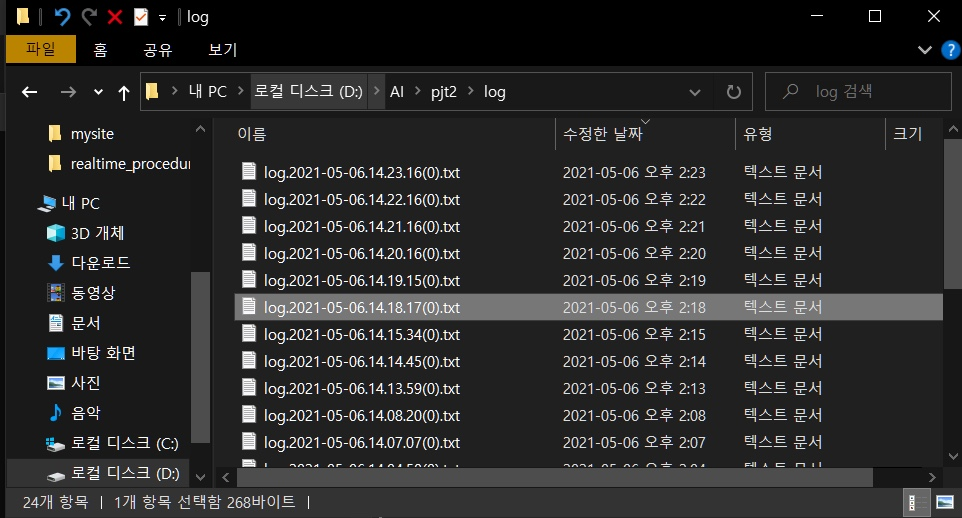 log
파일 홈 공유 보기
내 PC 로컬 디스크 (D:) AI pjt2 log log 검색
이름 수정한 날짜 유형 크기
mysite
realtime_procedur
내 PC
3D 개체
다운로드
동영상
문서
바탕 화면
사진
음악
로컬 디스크 (C:)
로컬 디스크 (D:)
log.2021-05-06.14.23.16(0).txt 2021-05-06 오후 2:23 텍스트 문서
log.2021-05-06.14.22.16(0).txt 2021-05-06 오후 2:22 텍스트 문서
log.2021-05-06.14.21.16(0).txt 2021-05-06 오후 2:21 텍스트 문서
log.2021-05-06.14.20.16(0).txt 2021-05-06 오후 2:20 텍스트 문서
log.2021-05-06.14.19.15(0).txt 2021-05-06 오후 2:19 텍스트 문서
log.2021-05-06.14.18.17(0).txt 2021-05-06 오후 2:18 텍스트 문서
log.2021-05-06.14.15.34(0).txt 2021-05-06 오후 2:15 텍스트 문서
log.2021-05-06.14.14.45(0).txt 2021-05-06 오후 2:14 텍스트 문서
log.2021-05-06.14.13.59(0).txt 2021-05-06 오후 2:13 텍스트 문서
log.2021-05-06.14.08.20(0).txt 2021-05-06 오후 2:08 텍스트 문서
log.2021-05-06.14.07.07(0).txt 2021-05-06 오후 2:07 텍스트 문서
24개 항목 1개 항목 선택함 268바이트